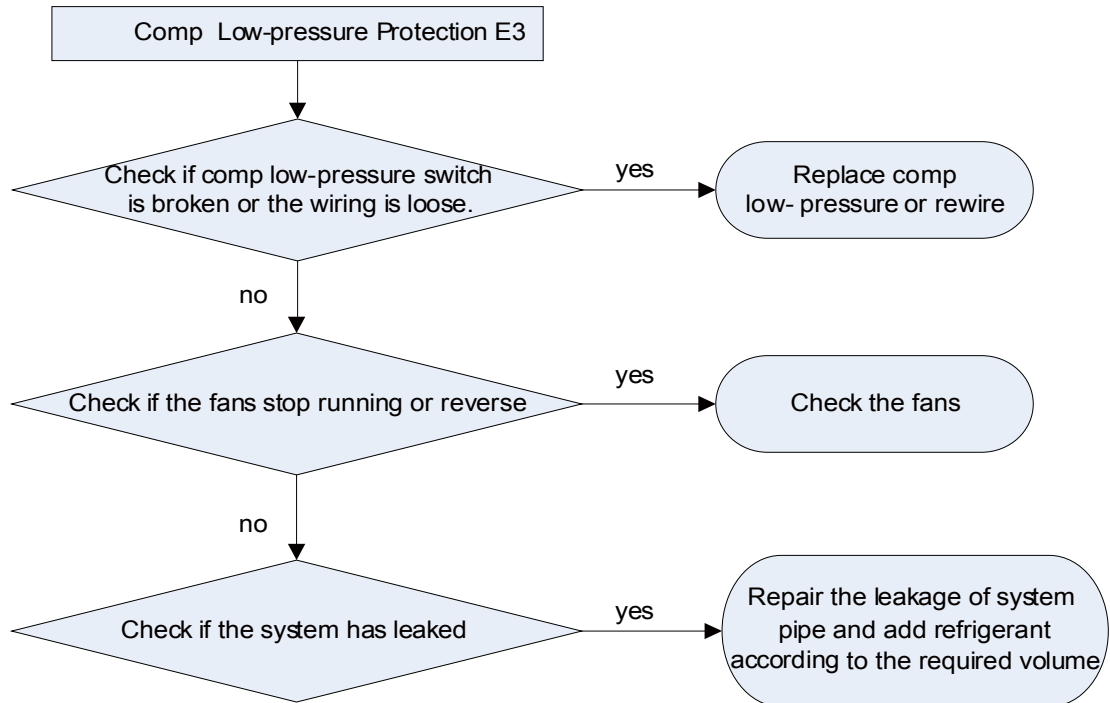 Comp Low-pressure Protection E3
Check if comp low-pressure switch
is broken or the wiring is loose.
yes
Replace comp
low- pressure or rewire
no
Check if the fans stop running or reverse
yes
Check the fans
no
Check if the system has leaked
yes
Repair the leakage of system
pipe and add refrigerant
according to the required volume